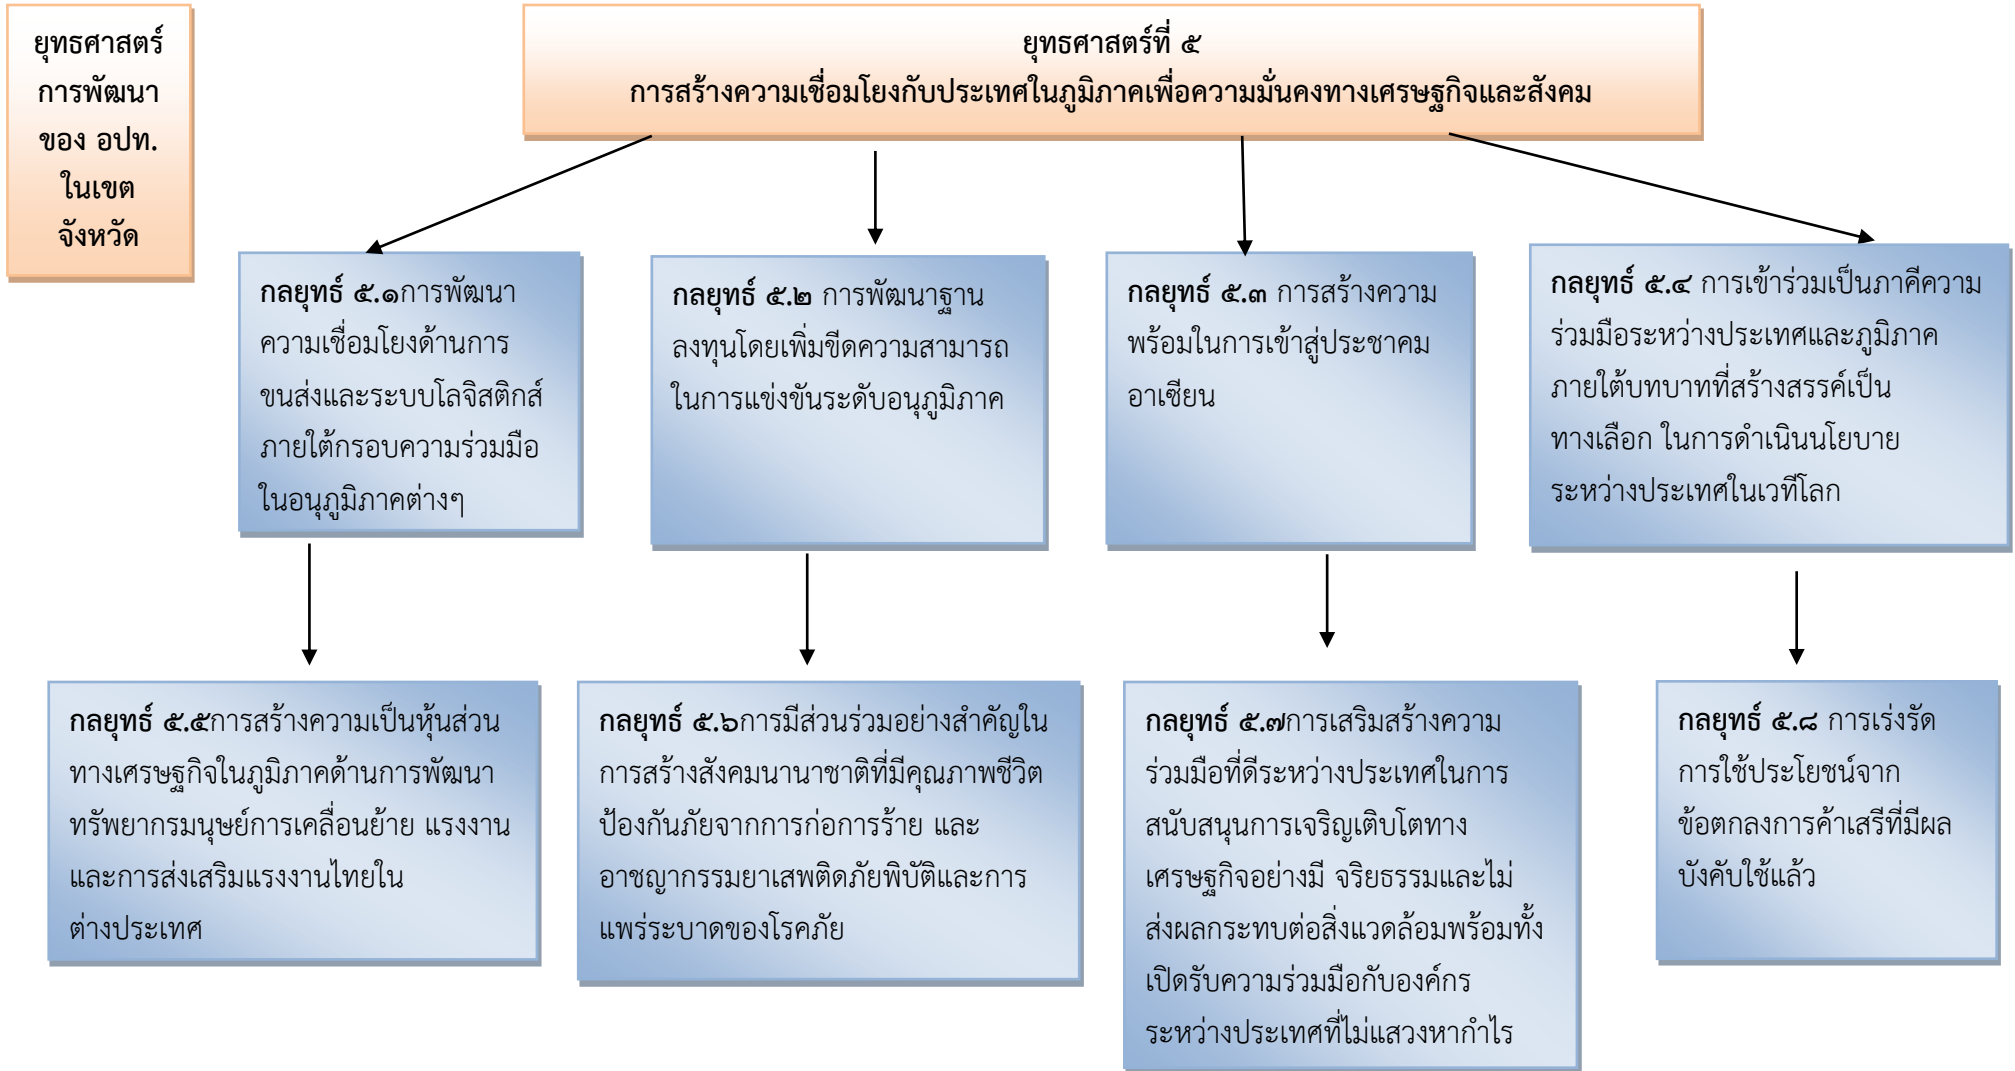 ยุทธศาสตร์
การพัฒนา
ของ อปท.
ในเขต
จังหวัด
ยุทธศาสตร์ที่ ๕
การสร้างความเชื่อมโยงกับประเทศในภูมิภาคเพื่อความมั่นคงทางเศรษฐกิจและสังคม
กลยุทธ์ ๕.๑การพัฒนา
ความเชื่อมโยงด้านการ
ขนส่งและระบบโลจิสติกส์
ภายใต้กรอบความร่วมมือ
ในอนุภูมิภาคต่างๆ
กลยุทธ์ ๕.๒ การพัฒนาฐาน
ลงทุนโดยเพิ่มขีดความสามารถ
ในการแข่งขันระดับอนุภูมิภาค
กลยุทธ์ ๕.๓ การสร้างความ
พร้อมในการเข้าสู่ประชาคม
อาเซียน
กลยุทธ์ ๕.๔ การเข้าร่วมเป็นภาคีความ
ร่วมมือระหว่างประเทศและภูมิภาค
ภายใต้บทบาทที่สร้างสรรค์เป็น
ทางเลือก ในการดำเนินนโยบาย
ระหว่างประเทศในเวทีโลก
กลยุทธ์ ๕.๕การสร้างความเป็นหุ้นส่วน
ทางเศรษฐกิจในภูมิภาคด้านการพัฒนา
ทรัพยากรมนุษย์การเคลื่อนย้าย แรงงาน
และการส่งเสริมแรงงานไทยใน
ต่างประเทศ
กลยุทธ์ ๕.๖การมีส่วนร่วมอย่างสำคัญใน
การสร้างสังคมนานาชาติที่มีคุณภาพชีวิต
ป้องกันภัยจากการก่อการร้าย และ
อาชญากรรมยาเสพติดภัยพิบัติและการ
แพร่ระบาดของโรคภัย
กลยุทธ์ ๕.๗การเสริมสร้างความ
ร่วมมือที่ดีระหว่างประเทศในการ
สนับสนุนการเจริญเติบโตทาง
เศรษฐกิจอย่างมี จริยธรรมและไม่
ส่งผลกระทบต่อสิ่งแวดล้อมพร้อมทั้ง
เปิดรับความร่วมมือกับองค์กร
ระหว่างประเทศที่ไม่แสวงหากำไร
กลยุทธ์ ๕.๘ การเร่งรัด
การใช้ประโยชน์จาก
ข้อตกลงการค้าเสรีที่มีผล
บังคับใช้แล้ว